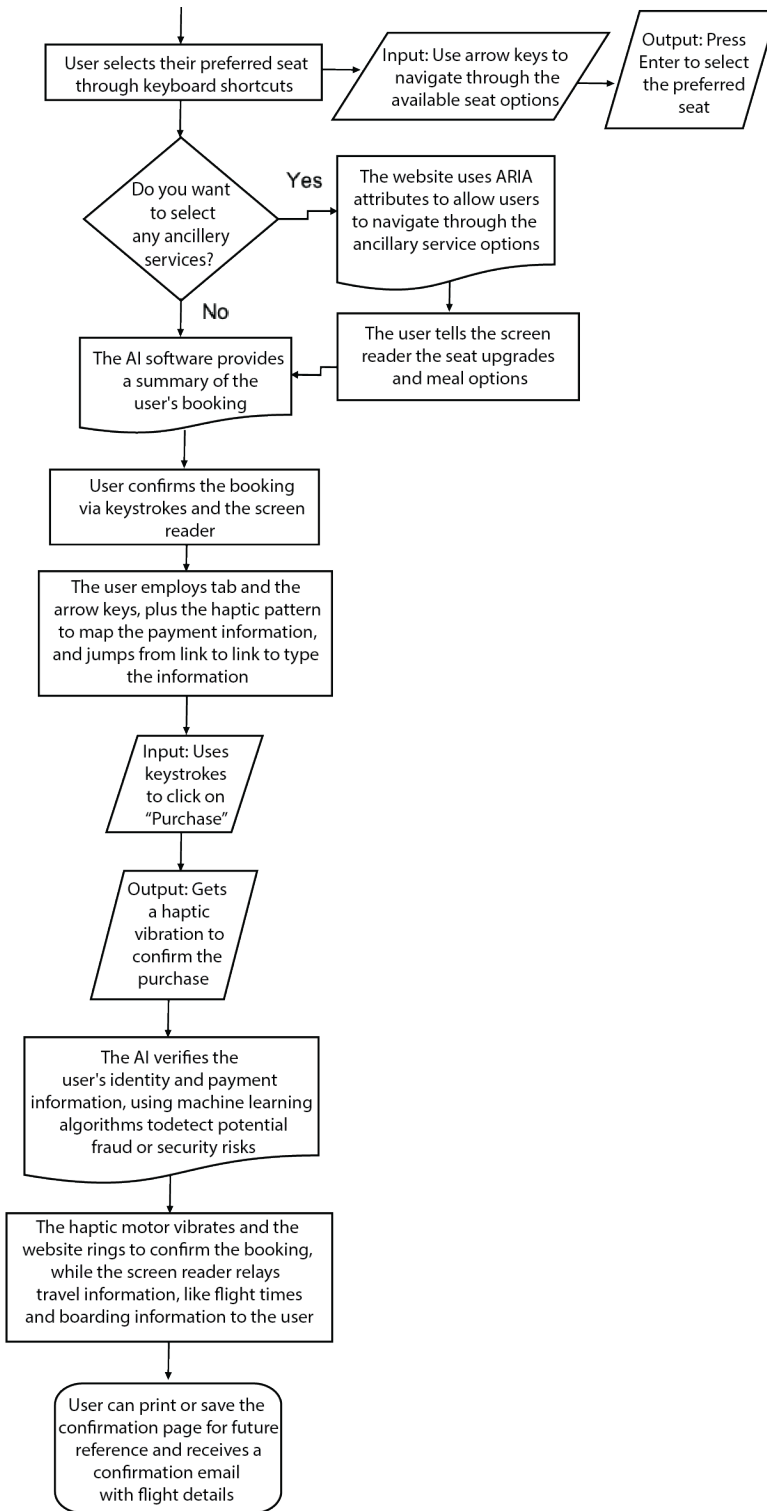 User selects their preferred seat
through keyboard shortcuts
Input: Use arrow keys to
navigate through the
available seat options
Output: Press
Enter to select
the preferred
seat
Do you want
to select
any ancillery
services?
Yes
The website uses ARIA
attributes to allow users
to navigate through the
ancillary service options
No
The user tells the screen
reader the seat upgrades
and meal options
The AI software provides
a summary of the
user's booking
User confirms the booking
via keystrokes and the screen
reader
The user employs tab and the
arrow keys, plus the haptic pattern
to map the payment information,
and jumps from link to link to type
the information
Input: Uses
keystrokes
to click on
“Purchase”
Output: Gets
a haptic
vibration to
confirm the
purchase
The AI verifies the
user's identity and payment
information, using machine learning
algorithms todetect potential
fraud or security risks
The haptic motor vibrates and the
website rings to confirm the booking,
while the screen reader relays
travel information, like flight times
and boarding information to the user
User can print or save the
confirmation page for future
reference and receives a
confirmation email
with flight details